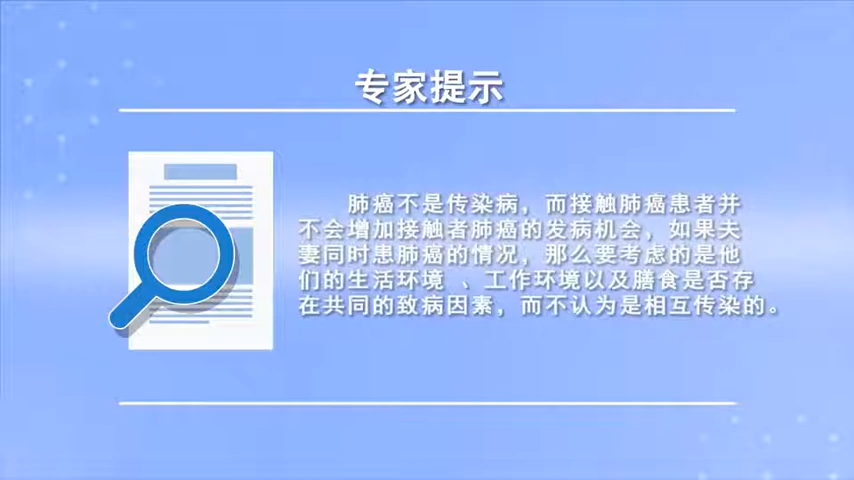 专家提示
肺癌不是传染病，而接触肺癌患者并
不会增加接触者肺癌的发病机会，如果夫
妻同时患肺癌的情况，那么要考虑的是他
们的生活环境 、工作环境以及膳食是否存
在共同的致病因素，而不认为是相互传染的。